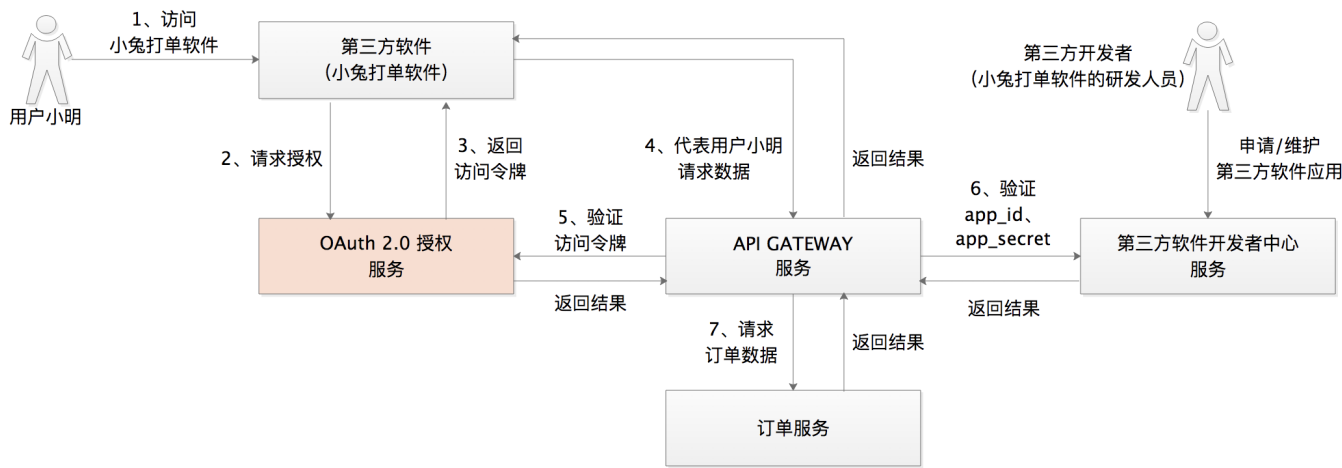 1、访问
小兔打单软件
用户小明
第三方软件
（小兔打单软件）
第三方开发者
（小兔打单软件的研发人员）
2、请求授权
3、返回
访问令牌
4、代表用户小明
请求数据
返回结果
申请/维护
第三方软件应用
OAuth 2.0 授权
服务
5、验证
访问令牌
返回结果
API GATEWAY
服务
6、验证
app_id、
app_secret
返回结果
第三方软件开发者中心
服务
7、请求
订单数据
返回结果
订单服务